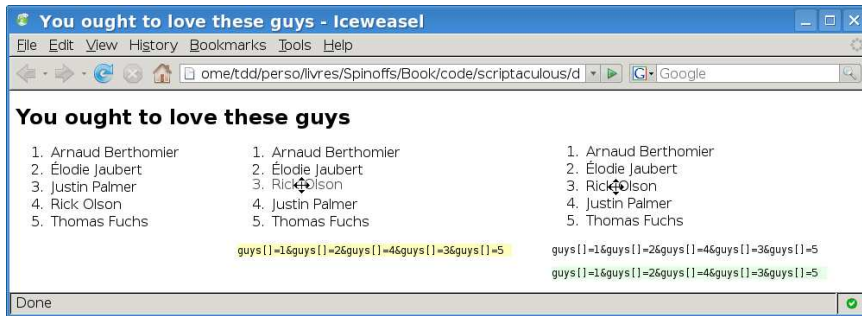 You ought to love these guys - Iceweasel
File Edit View History Bookmarks Tools Help
ome/tdd/perso/livres/Spinoffs/Book/code/scriptaculous/d
G Google
You ought to love these guys
1. Arnaud Berthomier
2. Élodie Jaubert
3. Justin Palmer
4. Rick Olson
5. Thomas Fuchs
1. Arnaud Berthomier
2. Élodie Jaubert
3. Rick Olson
4. Justin Palmer
5. Thomas Fuchs
guys[]=1&guys[]=2&guys[]=4&guys[]=3&guys[]=5
1. Arnaud Berthomier
2. Élodie Jaubert
3. Rick Olson
4. Justin Palmer
5. Thomas Fuchs
guys[]=1&guys[]=2&guys[]=4&guys[]=3&guys[]=5
guys[]=1&guys[]=2&guys[]=4&guys[]=3&guys[]=5
Done